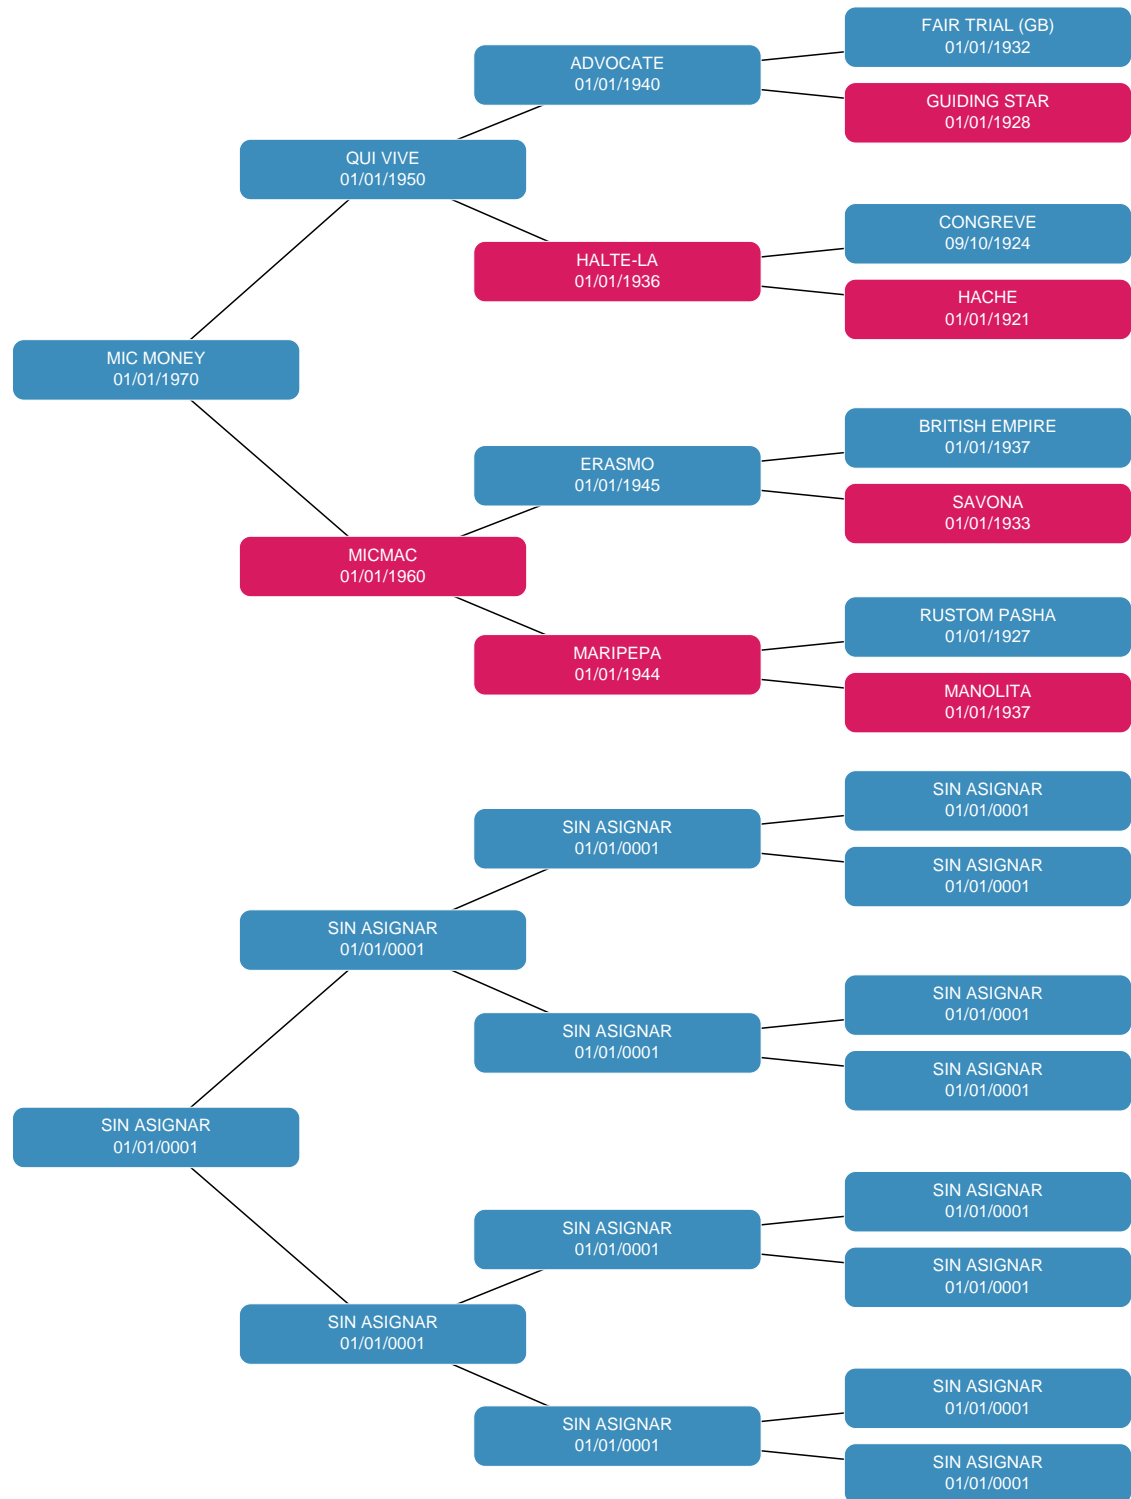 FAIR TRIAL (GB)
01/01/1932
ADVOCATE
01/01/1940
GUIDING STAR
01/01/1928
QUI VIVE
01/01/1950
CONGREVE
09/10/1924
HALTE-LA
01/01/1936
HACHE
01/01/1921
MIC MONEY
01/01/1970
BRITISH EMPIRE
01/01/1937
ERASMO
01/01/1945
SAVONA
01/01/1933
MICMAC
01/01/1960
RUSTOM PASHA
01/01/1927
MARIPEPA
01/01/1944
MANOLITA
01/01/1937
SIN ASIGNAR
01/01/0001
SIN ASIGNAR
01/01/0001
SIN ASIGNAR
01/01/0001
SIN ASIGNAR
01/01/0001
SIN ASIGNAR
01/01/0001
SIN ASIGNAR
01/01/0001
SIN ASIGNAR
01/01/0001
SIN ASIGNAR
01/01/0001
SIN ASIGNAR
01/01/0001
SIN ASIGNAR
01/01/0001
SIN ASIGNAR
01/01/0001
SIN ASIGNAR
01/01/0001
SIN ASIGNAR
01/01/0001
SIN ASIGNAR
01/01/0001
SIN ASIGNAR
01/01/0001